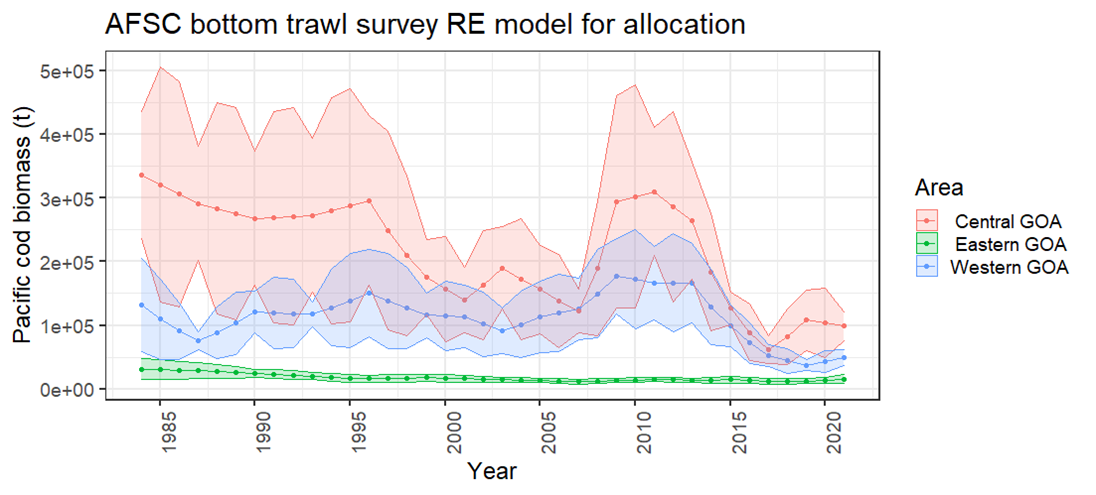 AFSC bottom trawl survey RE model for allocation
Pacific cod biomass (t)
5e+05
4e+05
3e+05
2e+05
1e+05
0e+00
1985
1990
1995
2000
2005
2010
2015
2020
Year
Area
Central GOA
Eastern GOA
Western GOA